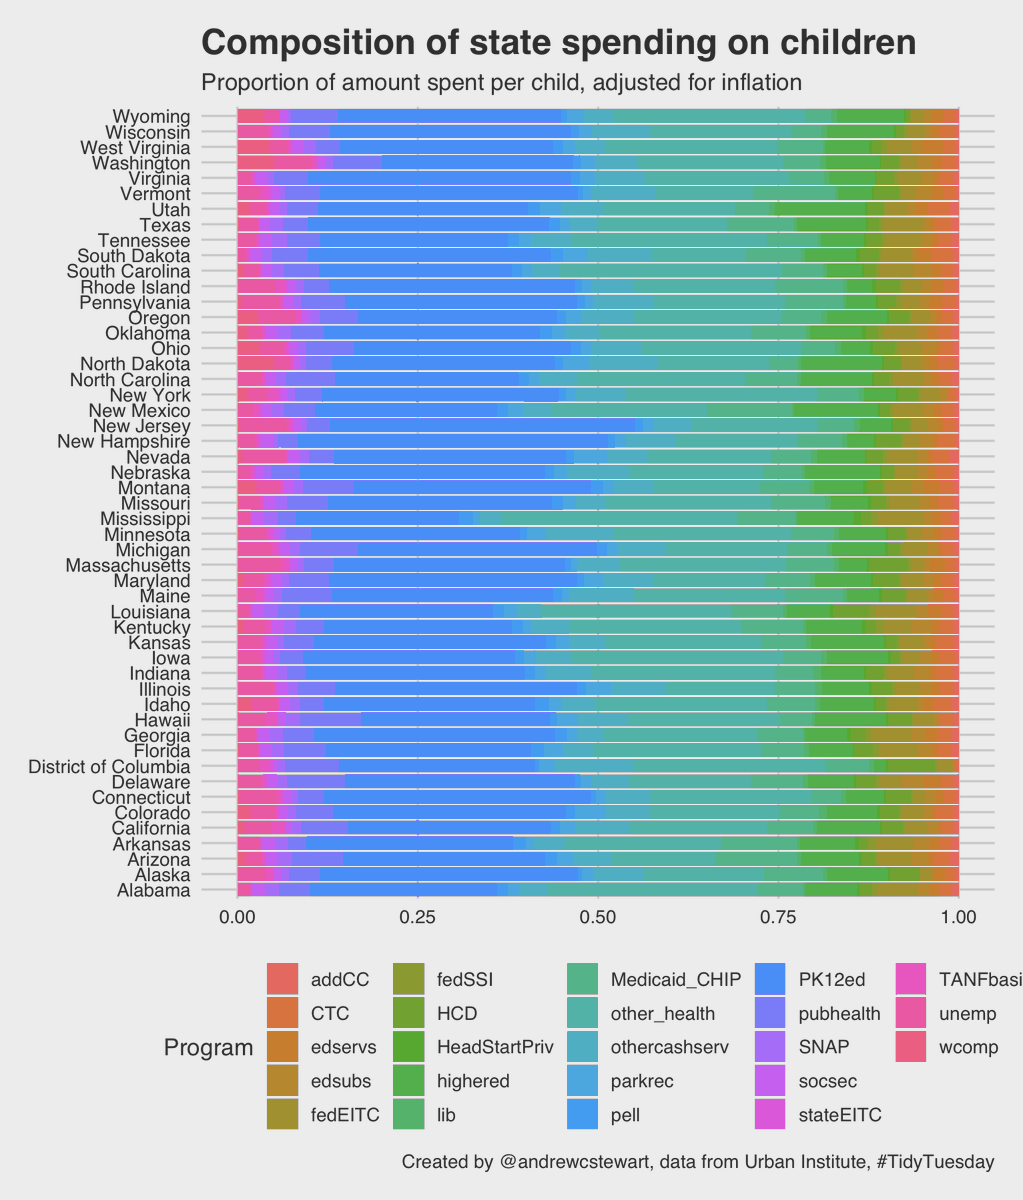 Composition of state spending on children
Proportion of amount spent per child, adjusted for inflation
Wyoming
Wisconsin
West Virginia
Washington
Virginia
Vermont
Utah
Texas
Tennessee
South Dakota
South Carolina
Rhode Island
Pennsylvania
Oregon
Oklahoma
Ohio
North Dakota
North Carolina
New York
New Mexico
New Jersey
New Hampshire
Nevada
Nebraska
Montana
Missouri
Mississippi
Minnesota
Michigan
Massachusetts
Maryland
Maine
Louisiana
Kentucky
Kansas
Iowa
Indiana
Illinois
Idaho
Hawaii
Georgia
Florida
District of Columbia
Delaware
Connecticut
Colorado
California
Arkansas
Arizona
Alaska
Alabama
0.00 0.25 0.50 0.75 1.00
addCC fedSSI Medicaid_CHIP PK12ed TANFbasi
CTC HCD other_health pubhealth unemp
Program edservs HeadStartPriv othercashserv SNAP wcomp
edsubs highered parkrec socsec
fedEITC lib pell stateEITC
Created by @andrewcstewart, data from Urban Institute, #TidyTuesday